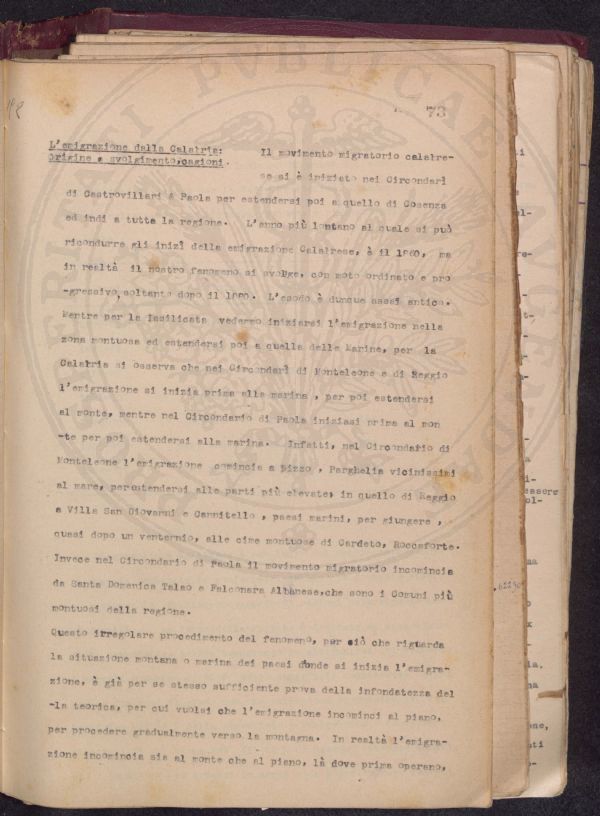 73
L'emigrazione dalla Calabria:
Origine e svolgimento, cagioni.
Il movimento migratorio calabre-
se si è iniziato nei Circondarî
di Castrovillari & Paola per estendersi poi a quello di Cosenza
ed indi a tutta la regione. L'anno più lontano al quale si può
ricondurre gli inizî della emigrazione Calabrese, è il 1860, ma
in realtà il nostro fenomeno si svolge, con moto ordinato e pro
-gressivo, soltanto dopo il 1880. L'esodo è dunque assai antico.
Mentre per la Basilicata vedemmo iniziarsi l'emigrazione nella
zona montuosa ed estendersi poi a quella delle Marine, per la
Calabria si osserva che nei Circondarî di Monteleone e di Reggio
l'emigrazione si inizia prima alla marina, per poi estendersi
al monte, mentre nel Circondario di Paola iniziasi prima al mon
-te per poi estendersi alla marina. Infatti, nel Circondario di
Monteleone l'emigrazione comincia a Pizzo, Parghelia vicinissimi
al mare, per estendersi alle parti più elevate, in quello di Reggio
a Villa San Giovanni e Cannitello, paesi marini, per giungere,
quasi dopo un ventennio, alle cime montuose di Cardeto, Roccaforte.
Invece nel Circondario di Paola il movimento migratorio incomincia
da Santa Domenica Talao e Falconara Albanese, che sono i Comuni più
montuosi della regione.
Questo irregolare procedimento del fenomeno, per ciò che riguarda
la situazione montana o marina dei paesi donde si inizia l'emigra-
zione, è già per se stesso sufficiente prova della infondatezza del
-la teorica, per cui vuolsi che l'emigrazione incominci al piano,
per procedere gradualmente verso la montagna. In realtà l'emigra-
zione incomincia sia al monte che al piano, là dove prima operano,